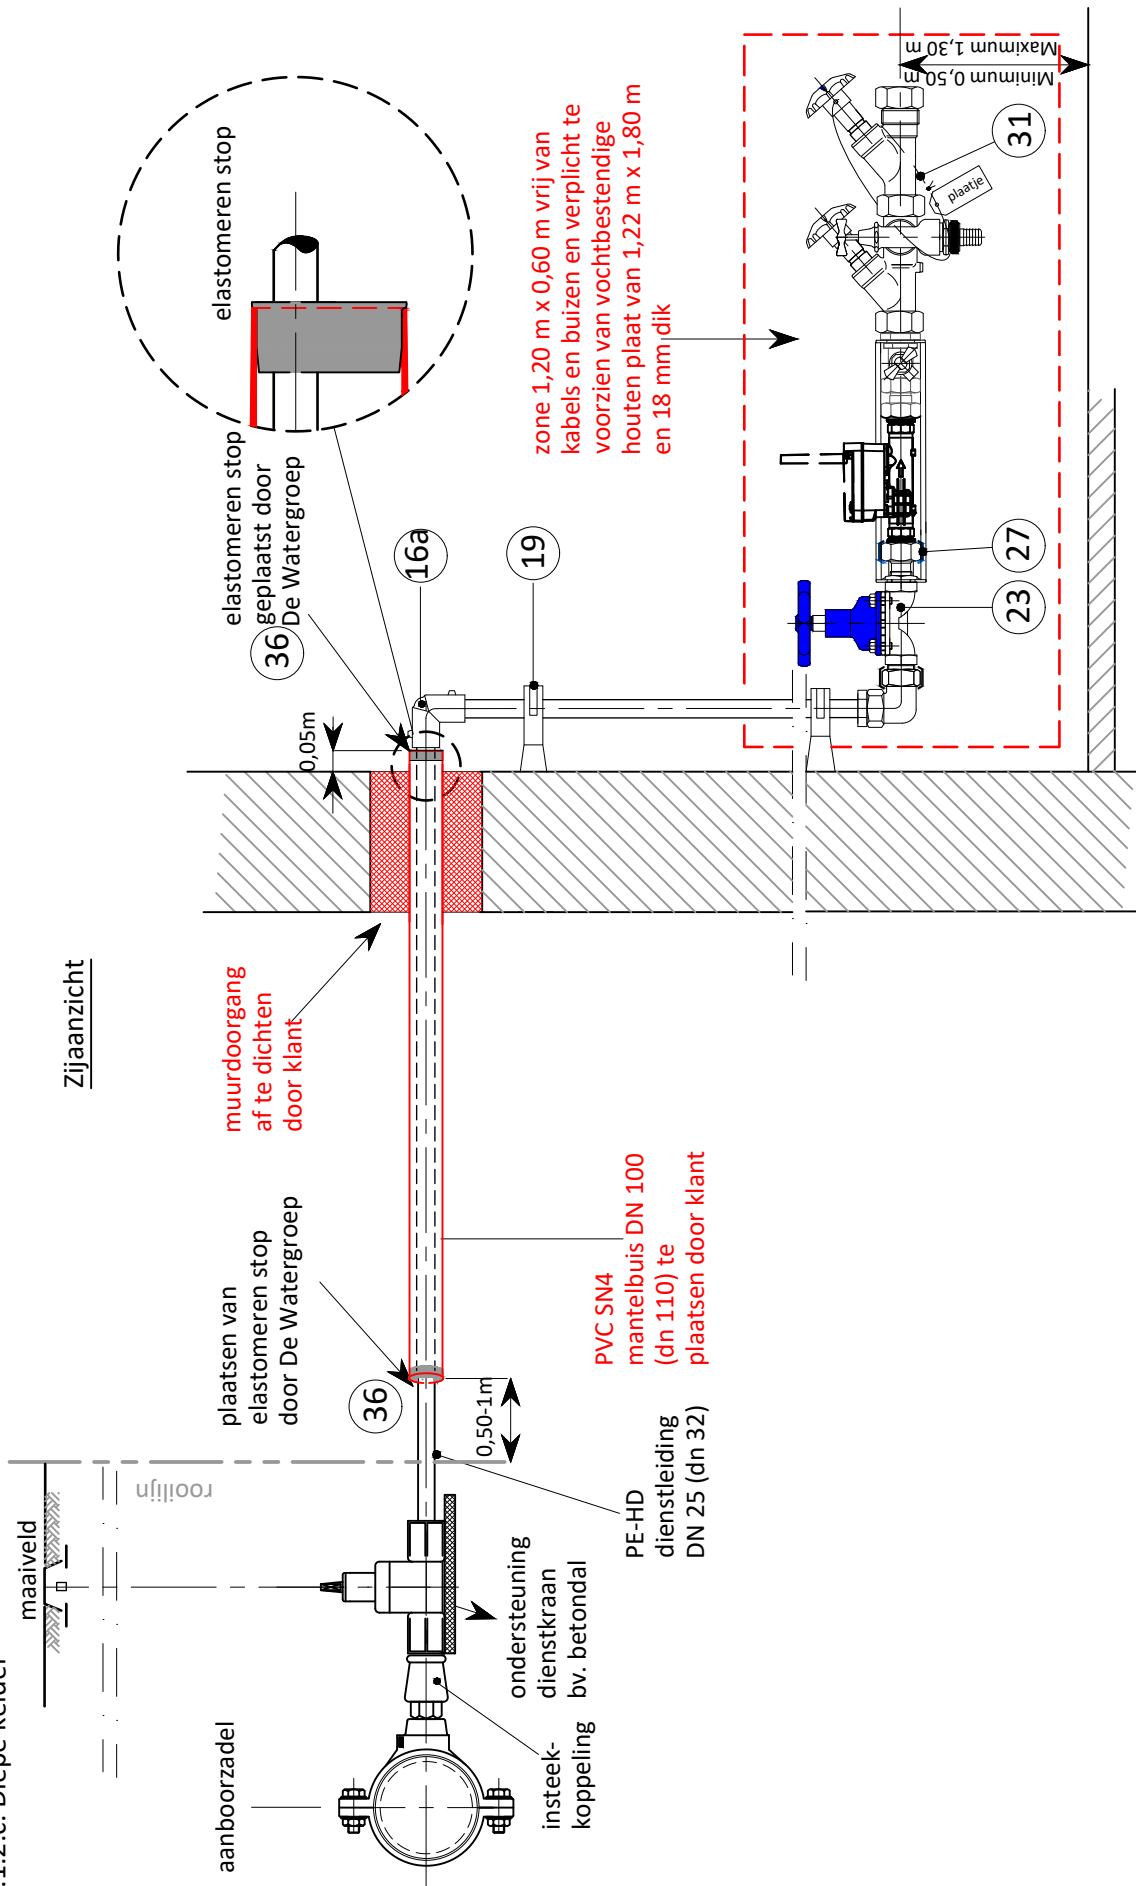 .1.2.c. Diepe kelder
Zijaanzicht
maaiveld
rooilijn
aanboorzadel
insteek-
koppeling
ondersteuning
dienstkraan
bv. betondal
PE-HD
dienstleiding
DN 25 (dn 32)
plaatsen van
elastomeren stop
door De Watergroep
36
0,50-1m
PVC SN4
mantelbuis DN 100
(dn 110) te
plaatsen door klant
muurdoorgang
af te dichten
door klant
0,05m
elastomeren stop
geplaatst door
De Watergroep
36
elastomeren stop
16a
19
zone 1,20 m x 0,60 m vrij van
kabels en buizen en verplicht te
voorzien van vochtbestendige
houten plaat van 1,22 m x 1,80 m
en 18 mm dik
23
27
31
plaatje
Minimum 0,50 m
Maximum 1,30 m